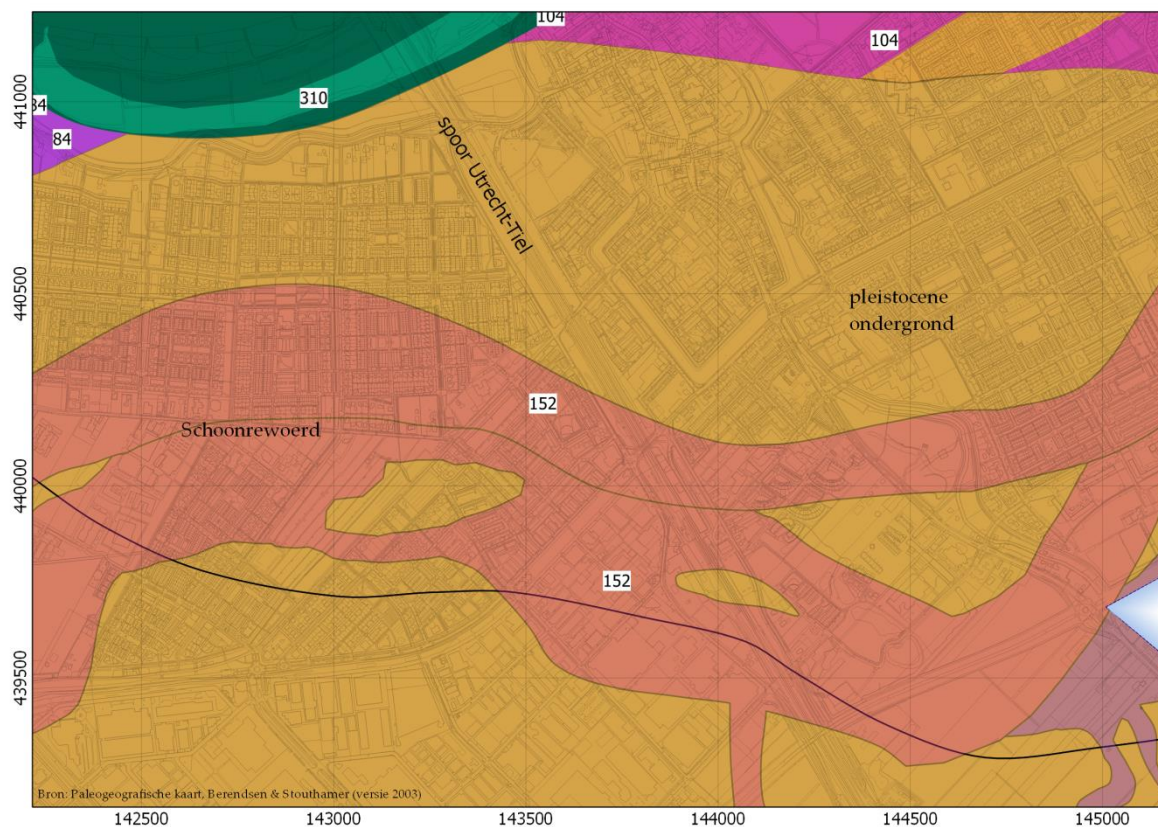 104
104
310
84
84
441000
spoor Utrecht-Tiel
440500
pleistocene
ondergrond
152
Schoonrewoerd
440000
152
439500
Bron: Paleogeografische kaart, Berendsen & Stouthamer (versie 2003)
142500 143000 143500 144000 144500 145000